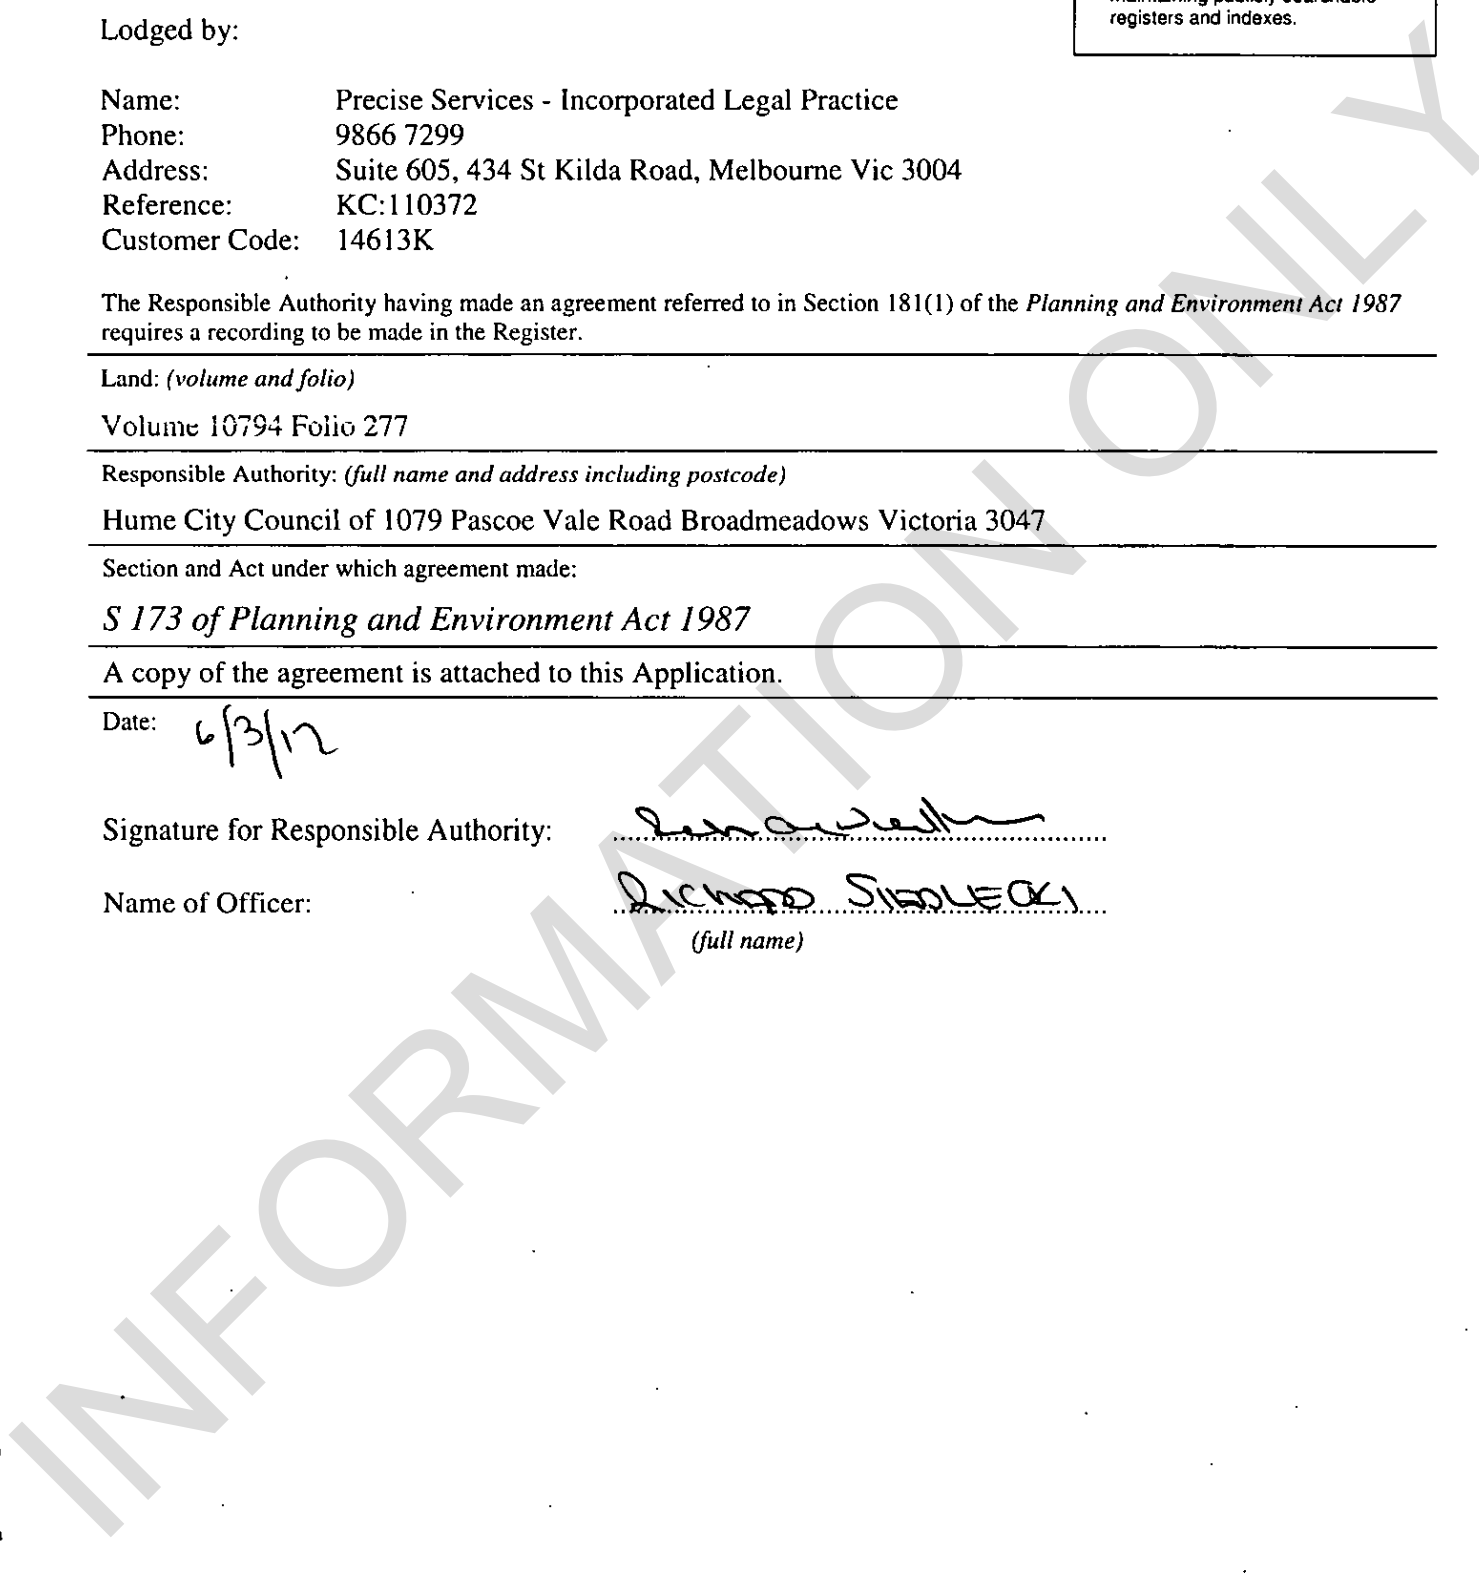 registers and indexes.
Lodged by:
Name: Precise Services - Incorporated Legal Practice
Phone: 9866 7299
Address: Suite 605, 434 St Kilda Road, Melbourne Vic 3004
Reference: KC:110372
Customer Code: 14613K
The Responsible Authority having made an agreement referred to in Section 181(1) of the Planning and Environment Act 1987
requires a recording to be made in the Register.
Land: (volume and folio)
Volume 10794 Folio 277
Responsible Authority: (full name and address including postcode)
Hume City Council of 1079 Pascoe Vale Road Broadmeadows Victoria 3047
Section and Act under which agreement made:
S 173 of Planning and Environment Act 1987
A copy of the agreement is attached to this Application.
Date: 6/3/12
Signature for Responsible Authority:
Name of Officer: RICHARD SIEDLECKI
(full name)
INFORMATION ONLY